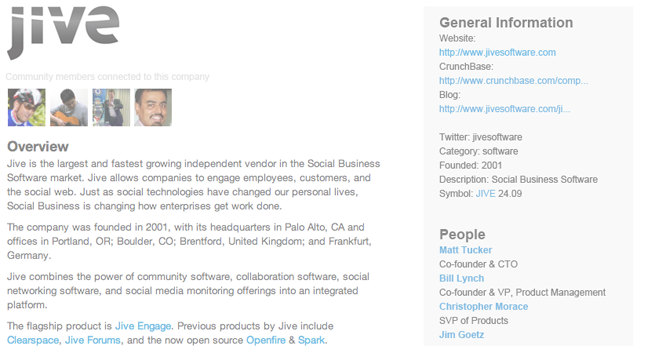 jive
Community members connected to this company
Overview
Jive is the largest and fastest growing independent vendor in the Social Business
Software market. Jive allows companies to engage employees, customers, and
the social web. Just as social technologies have changed our personal lives,
Social Business is changing how enterprises get work done.
The company was founded in 2001, with its headquarters in Palo Alto, CA and
offices in Portland, OR; Boulder, CO; Brentford, United Kingdom; and Frankfurt,
Germany.
Jive combines the power of community software, collaboration software, social
networking software, and social media monitoring offerings into an integrated
platform.
The flagship product is Jive Engage. Previous products by Jive include
Clearspace, Jive Forums, and the now open source Openfire & Spark.
General Information
Website:
http://www.jivesoftware.com
CrunchBase:
http://www.crunchbase.com/comp...
Blog:
http://www.jivesoftware.com/ji...
Twitter: jivesoftware
Category: software
Founded: 2001
Description: Social Business Software
Symbol: JIVE 24.09
People
Matt Tucker
Co-founder & CTO
Bill Lynch
Co-founder & VP, Product Management
Christopher Morace
SVP of Products
Jim Goetz